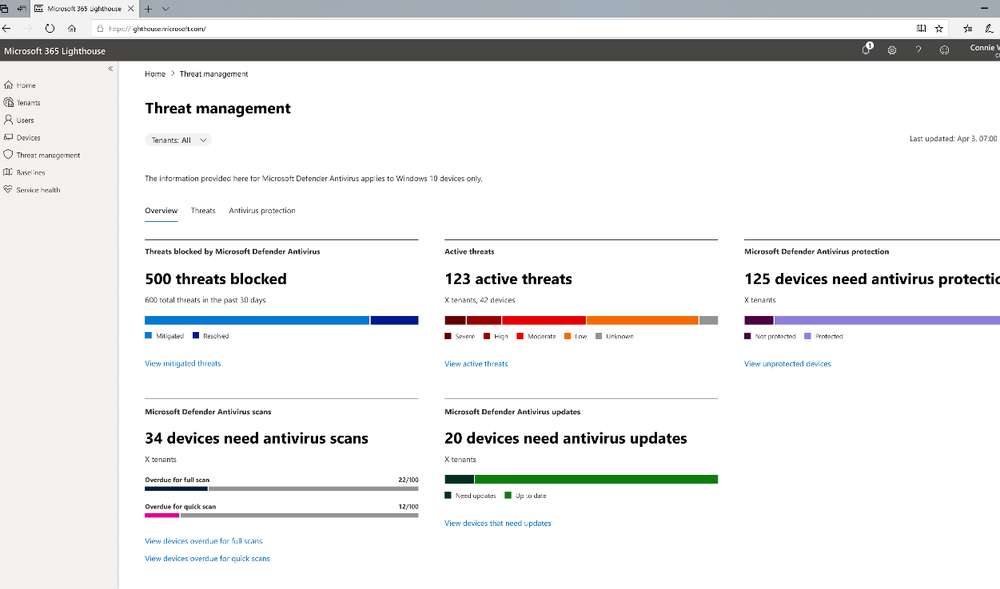 Microsoft 365 Lighthouse
https://lighthouse.microsoft.com/
Microsoft 365 Lighthouse
1
Connie W
Home
Tenants
Users
Devices
Threat management
Baselines
Service health
Home > Threat management
Threat management
Tenants: All
Last updated: Apr 3, 07:00
The information provided here for Microsoft Defender Antivirus applies to Windows 10 devices only.
Overview Threats Antivirus protection
Threats blocked by Microsoft Defender Antivirus
500 threats blocked
600 total threats in the past 30 days
Mitigated Resolved
View mitigated threats
Active threats
123 active threats
X tenants, 42 devices
Severe High Moderate Low Unknown
View active threats
Microsoft Defender Antivirus protection
125 devices need antivirus protectio
X tenants
Not protected Protected
View unprotected devices
Microsoft Defender Antivirus scans
34 devices need antivirus scans
X tenants
Overdue for full scan 22/100
Overdue for quick scan 12/100
View devices overdue for full scans
View devices overdue for quick scans
Microsoft Defender Antivirus updates
20 devices need antivirus updates
X tenants
Need updates Up to date
View devices that need updates